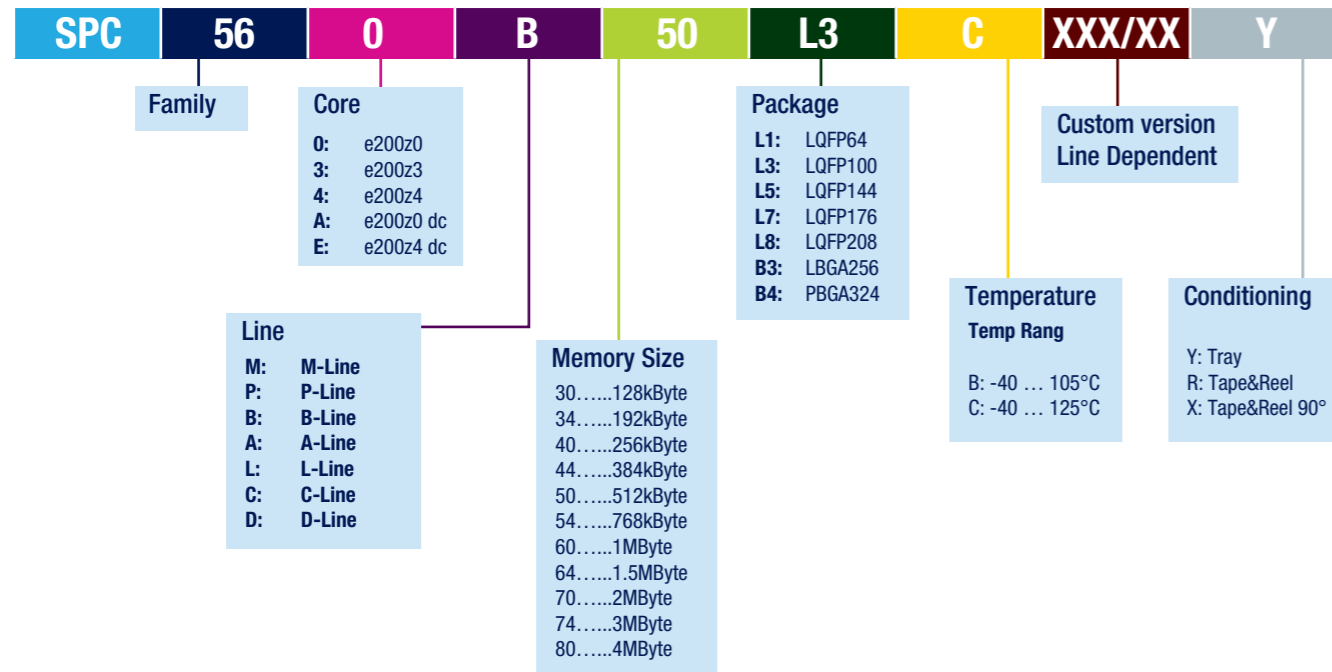 SPC 56 0 B 50 L3 C XXX/XX Y
Family
Core
0: e200z0
3: e200z3
4: e200z4
A: e200z0 dc
E: e200z4 dc
Line
M: M-Line
P: P-Line
B: B-Line
A: A-Line
L: L-Line
C: C-Line
D: D-Line
Memory Size
30…...128kByte
34…...192kByte
40…...256kByte
44…...384kByte
50…...512kByte
54…...768kByte
60…...1MByte
64…...1.5MByte
70…...2MByte
74…...3MByte
80…...4MByte
Package
L1: LQFP64
L3: LQFP100
L5: LQFP144
L7: LQFP176
L8: LQFP208
B3: LBGA256
B4: PBGA324
Temperature
Temp Rang
B: -40 … 105°C
C: -40 … 125°C
Custom version
Line Dependent
Conditioning
Y: Tray
R: Tape&Reel
X: Tape&Reel 90°